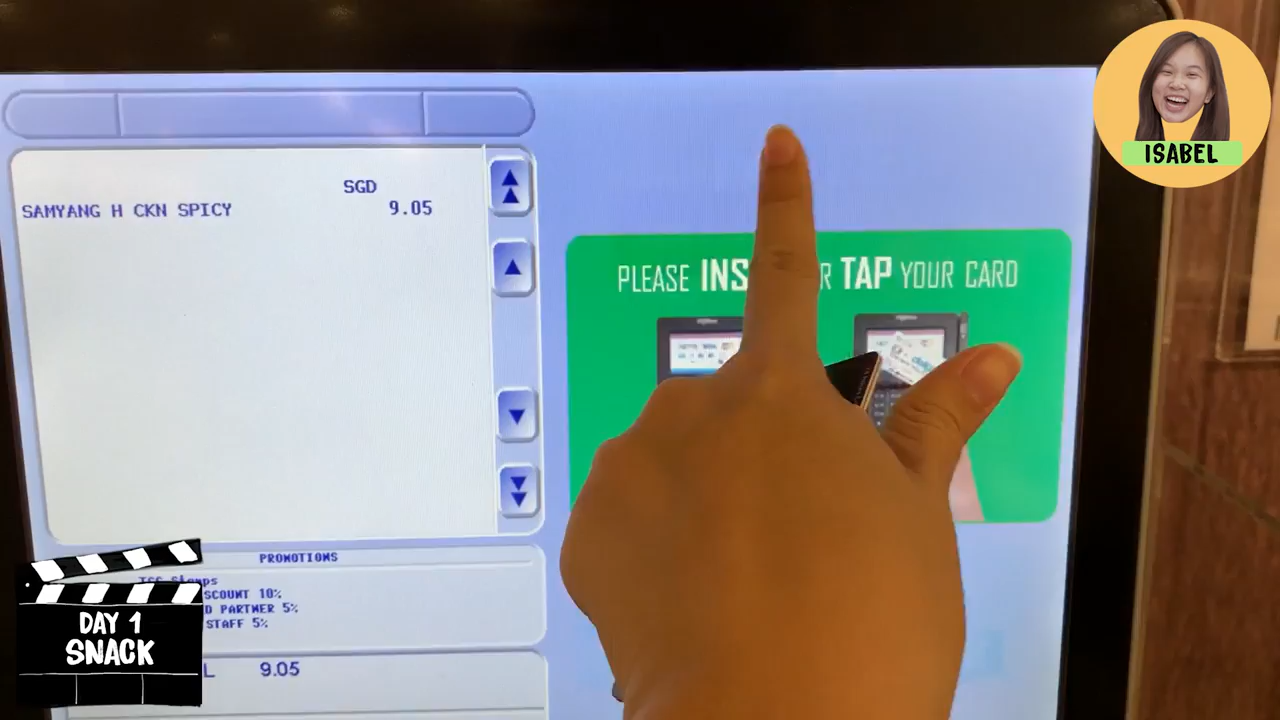 ISABEL
SGD
SAMYANG H CKN SPICY 9.05
PLEASE INS R TAP YOUR CARD
PROMOTIONS
SCOUNT 10%
D PARTNER 5%
STAFF 5%
L 9.05
DAY 1
SNACK